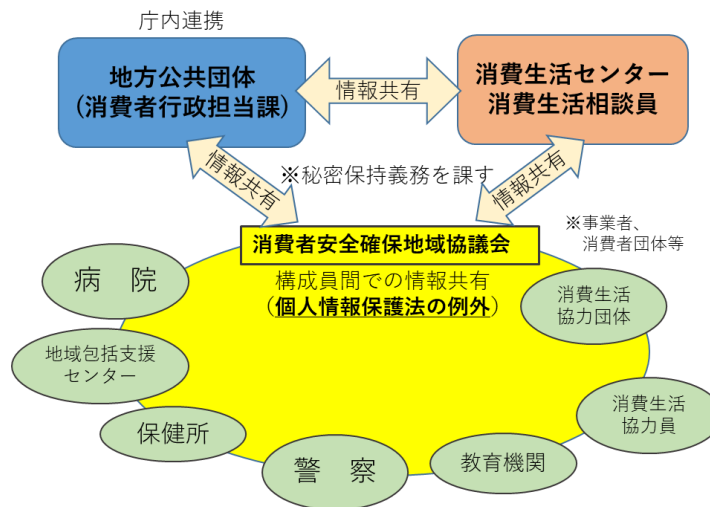 庁内連携
地方公共団体
(消費者行政担当課)
情報共有
消費生活センター
消費生活相談員
情報共有
※秘密保持義務を課す
情報共有
※事業者、
消費者団体等
消費者安全確保地域協議会
構成員間での情報共有
（個人情報保護法の例外）
病　院
消費生活
協力団体
地域包括支援
センター
消費生活
協力員
保健所
警　察
教育機関